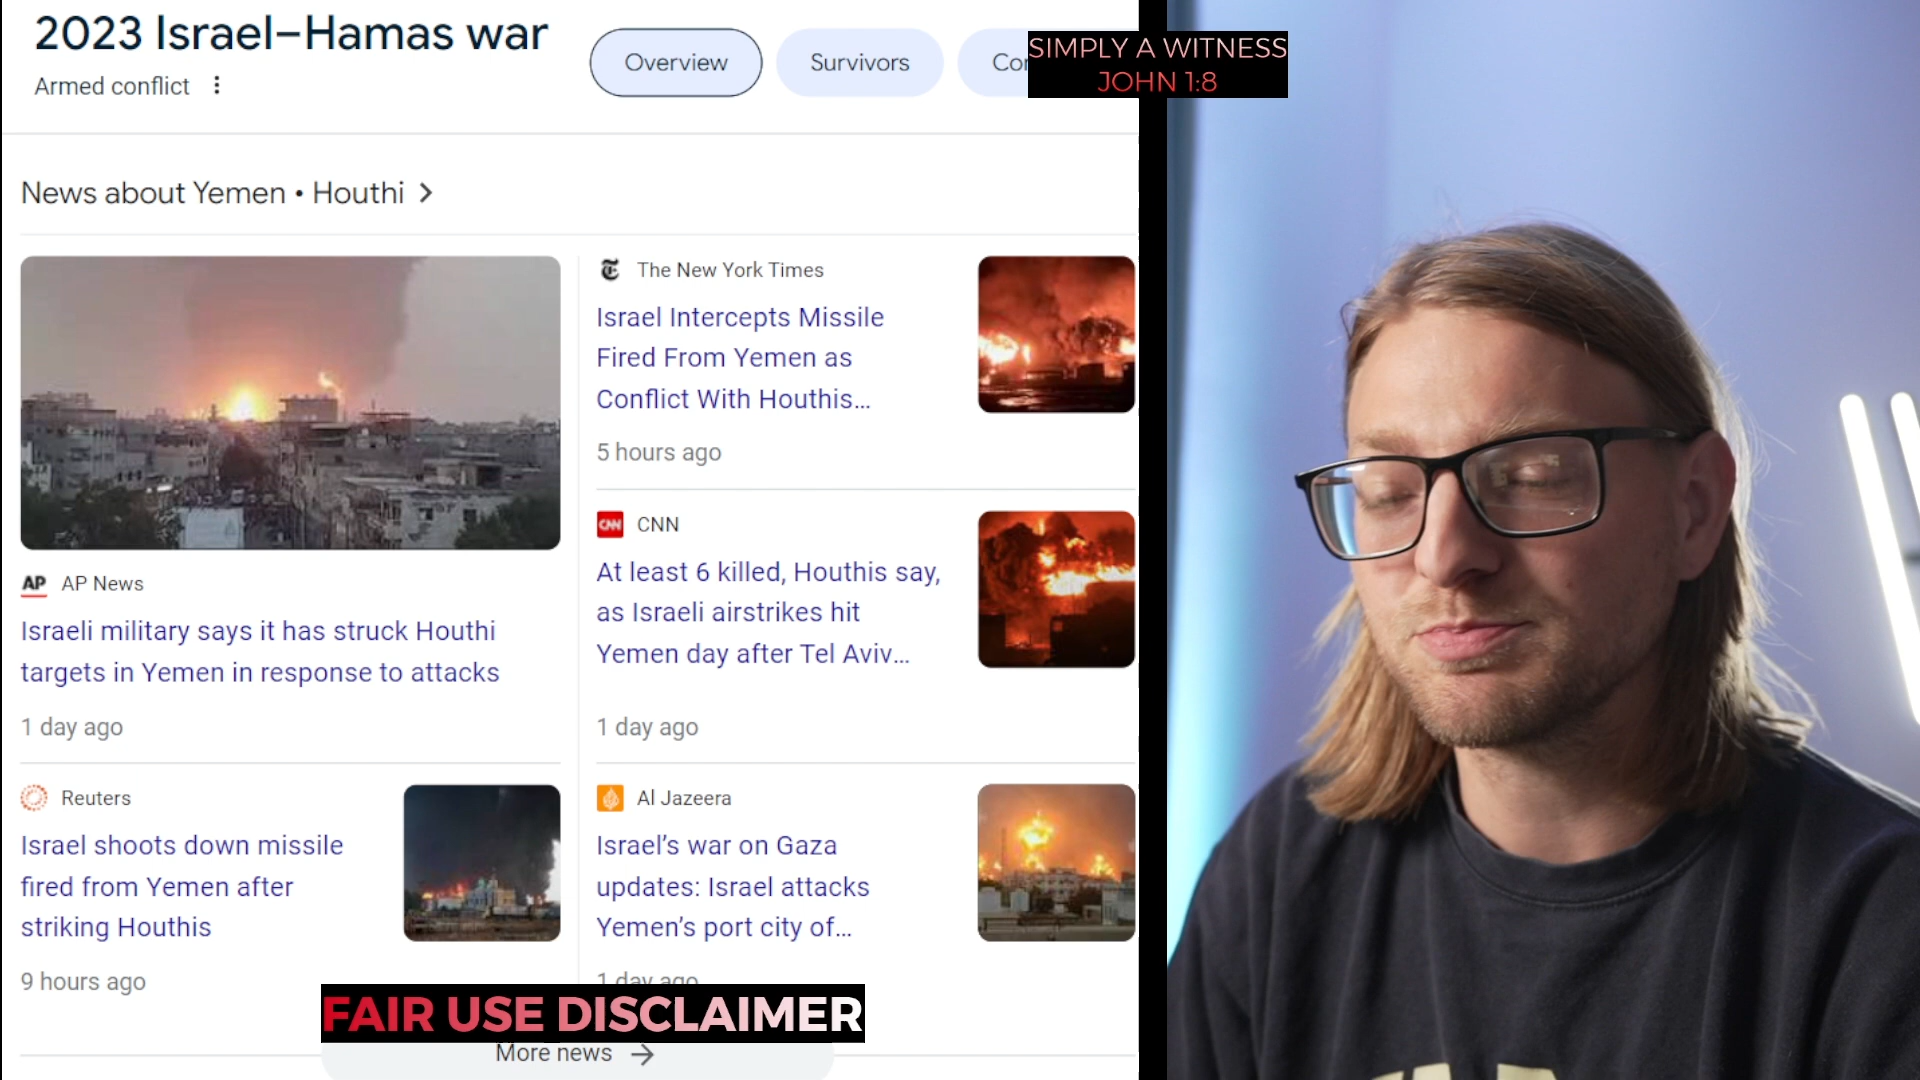 2023 Israel–Hamas war
Armed conflict
Overview
Survivors
SIMPLY A WITNESS
JOHN 1:8
News about Yemen • Houthi
AP AP News
Israeli military says it has struck Houthi
targets in Yemen in response to attacks
1 day ago
Reuters
Israel shoots down missile
fired from Yemen after
striking Houthis
9 hours ago
The New York Times
Israel Intercepts Missile
Fired From Yemen as
Conflict With Houthis...
5 hours ago
CNN CNN
At least 6 killed, Houthis say,
as Israeli airstrikes hit
Yemen day after Tel Aviv...
1 day ago
Al Jazeera
Israel’s war on Gaza
updates: Israel attacks
Yemen’s port city of...
1 day ago
FAIR USE DISCLAIMER
More news